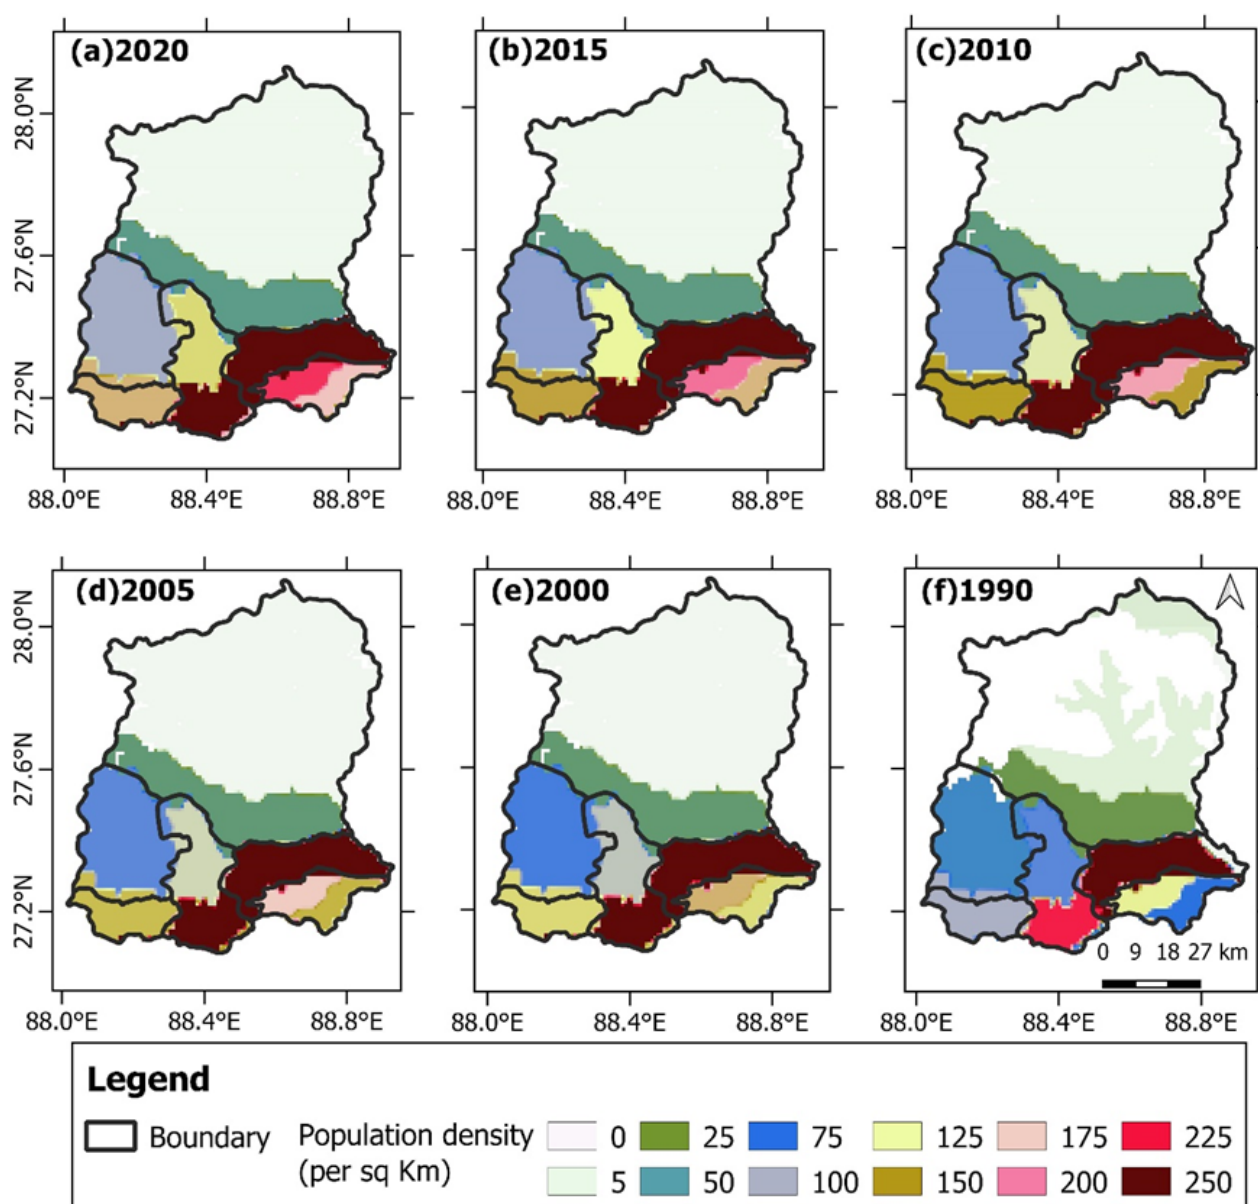 (a)2020
(b)2015
(c)2010
28.0°N
27.6°N
27.2°N
88.0°E 88.4°E 88.8°E
88.0°E 88.4°E 88.8°E
88.0°E 88.4°E 88.8°E
(d)2005
(e)2000
(f)1990
28.0°N
27.6°N
27.2°N
0 9 18 27 km
88.0°E 88.4°E 88.8°E
88.0°E 88.4°E 88.8°E
88.0°E 88.4°E 88.8°E
Legend
Boundary
Population density
(per sq Km)
0 25 75 125 175 225
5 50 100 150 200 250